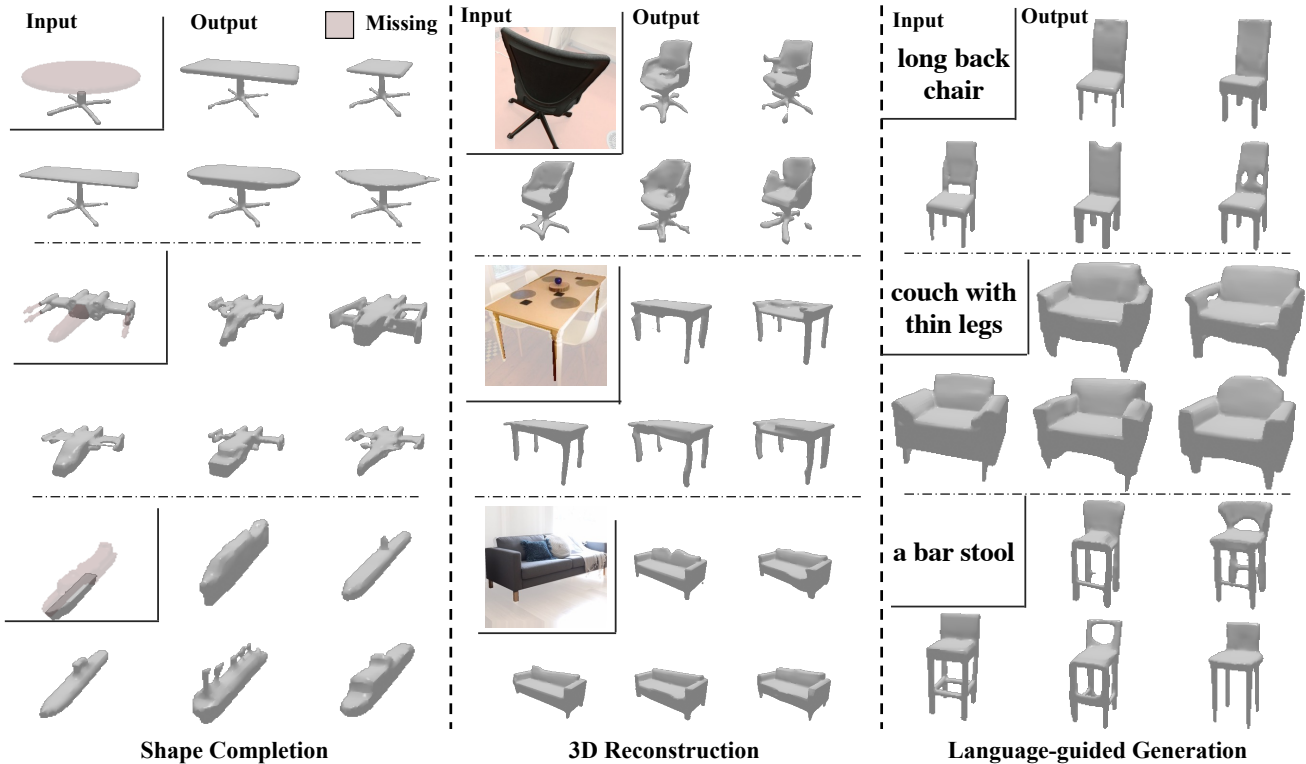 Input
Output
Missing
Input
Output
Input
Output
long back
chair
couch with
thin legs
a bar stool
Shape Completion
3D Reconstruction
Language-guided Generation